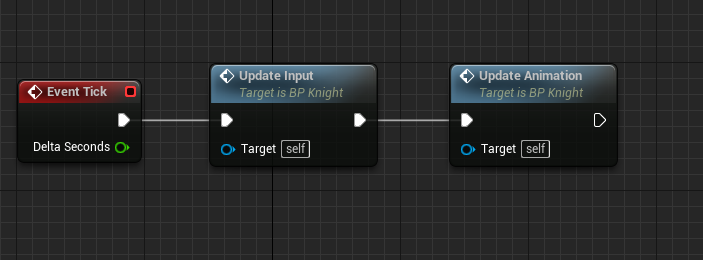 Event Tick
Delta Seconds
Update Input
Target is BP Knight
Target self
Update Animation
Target is BP Knight
Target self